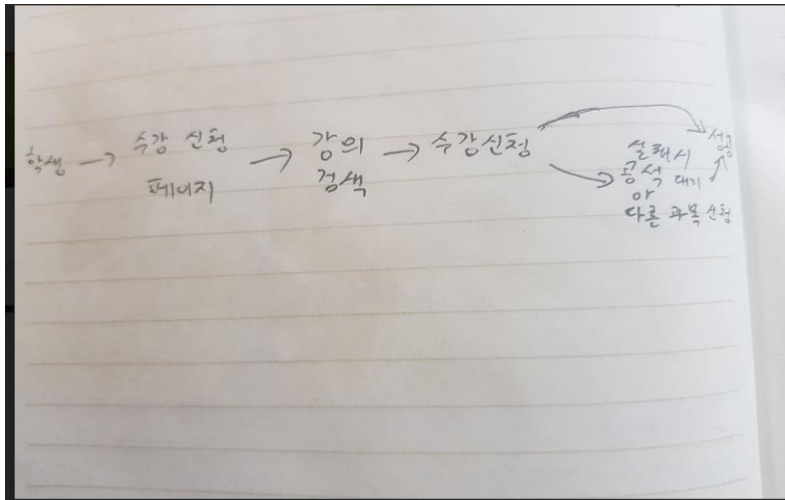 학생 → 수강 신청 페이지 → 강의 검색 → 수강신청 → 성공
실패시
공석 대기
or
다른 과목 신청